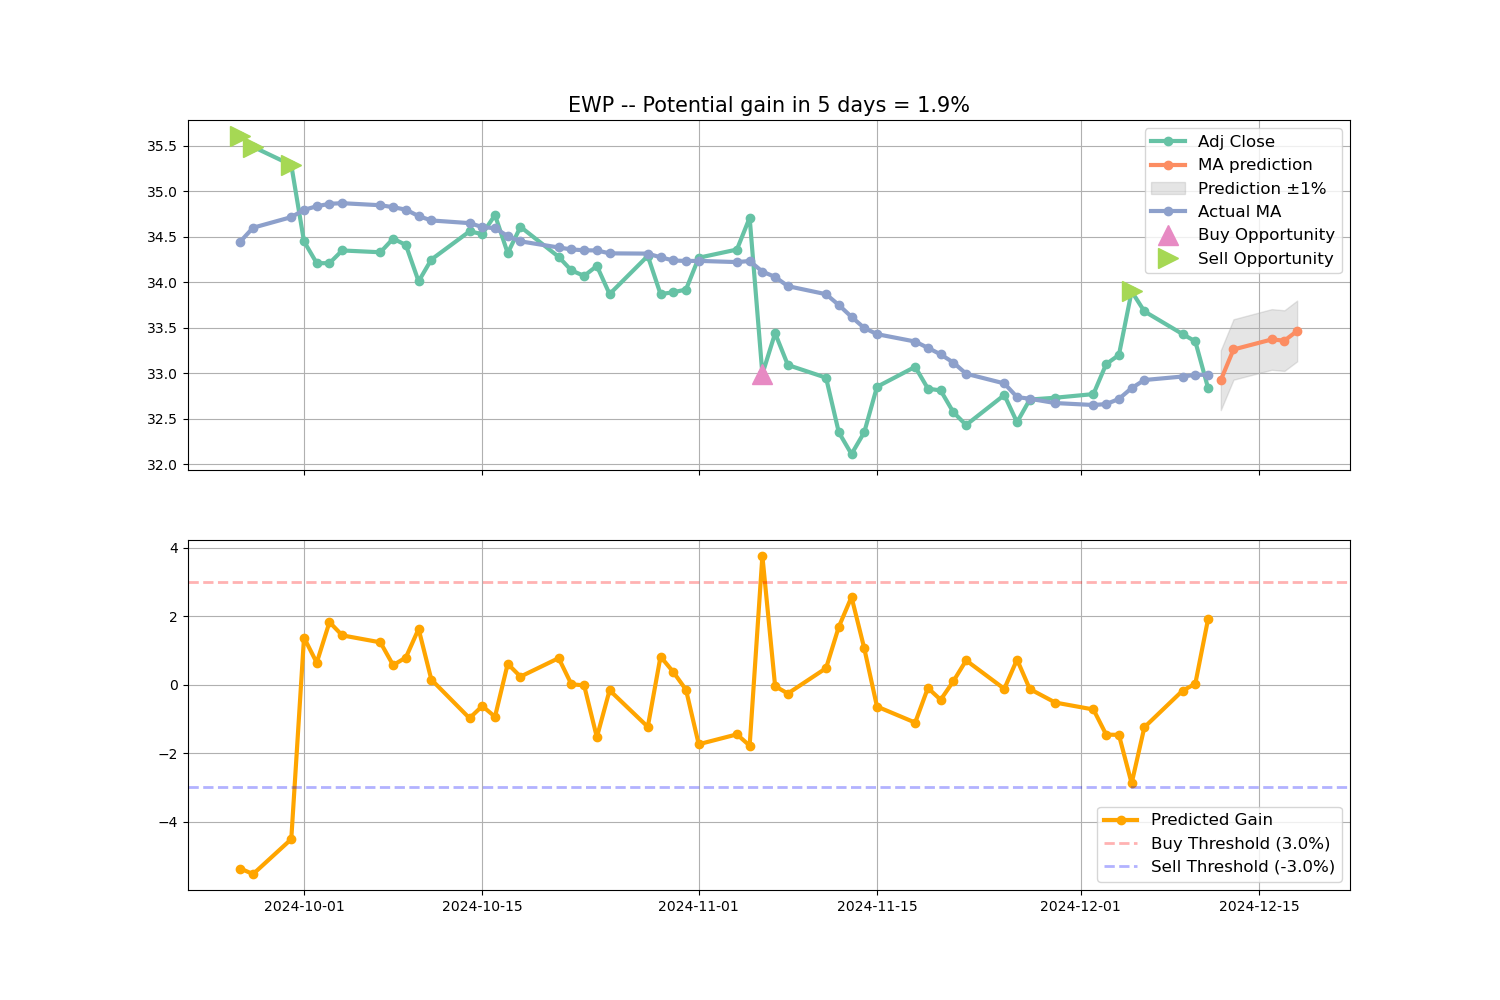 EWP -- Potential gain in 5 days = 1.9%
35.5
35.0
34.5
34.0
33.5
33.0
32.5
32.0
Adj Close
MA prediction
Prediction ±1%
Actual MA
Buy Opportunity
Sell Opportunity
4
2
0
−2
−4
Predicted Gain
Buy Threshold (3.0%)
Sell Threshold (-3.0%)
2024-10-01 2024-10-15 2024-11-01 2024-11-15 2024-12-01 2024-12-15